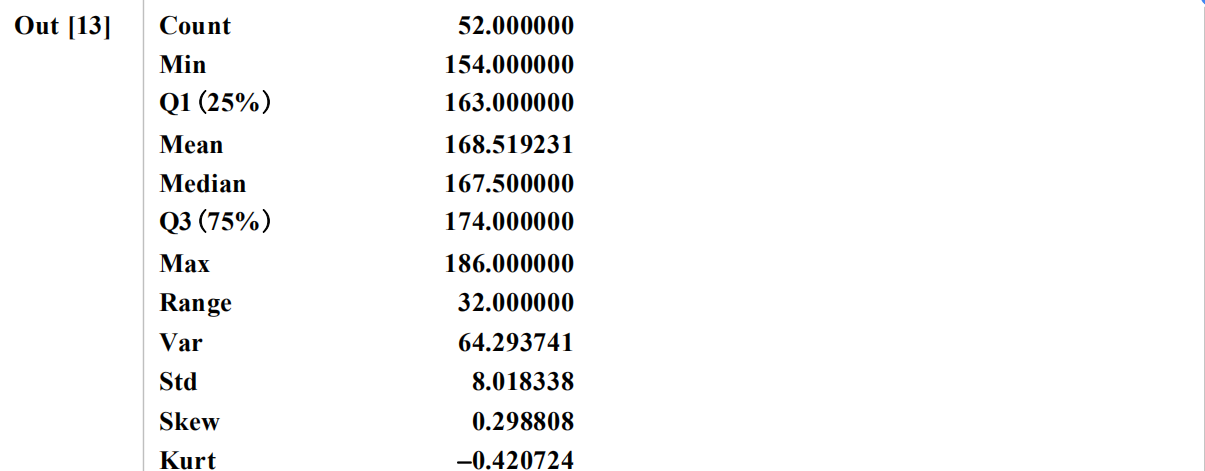 Out [13] Count 52.000000
Min 154.000000
Q1(25%) 163.000000
Mean 168.519231
Median 167.500000
Q3(75%) 174.000000
Max 186.000000
Range 32.000000
Var 64.293741
Std 8.018338
Skew 0.298808
Kurt −0.420724